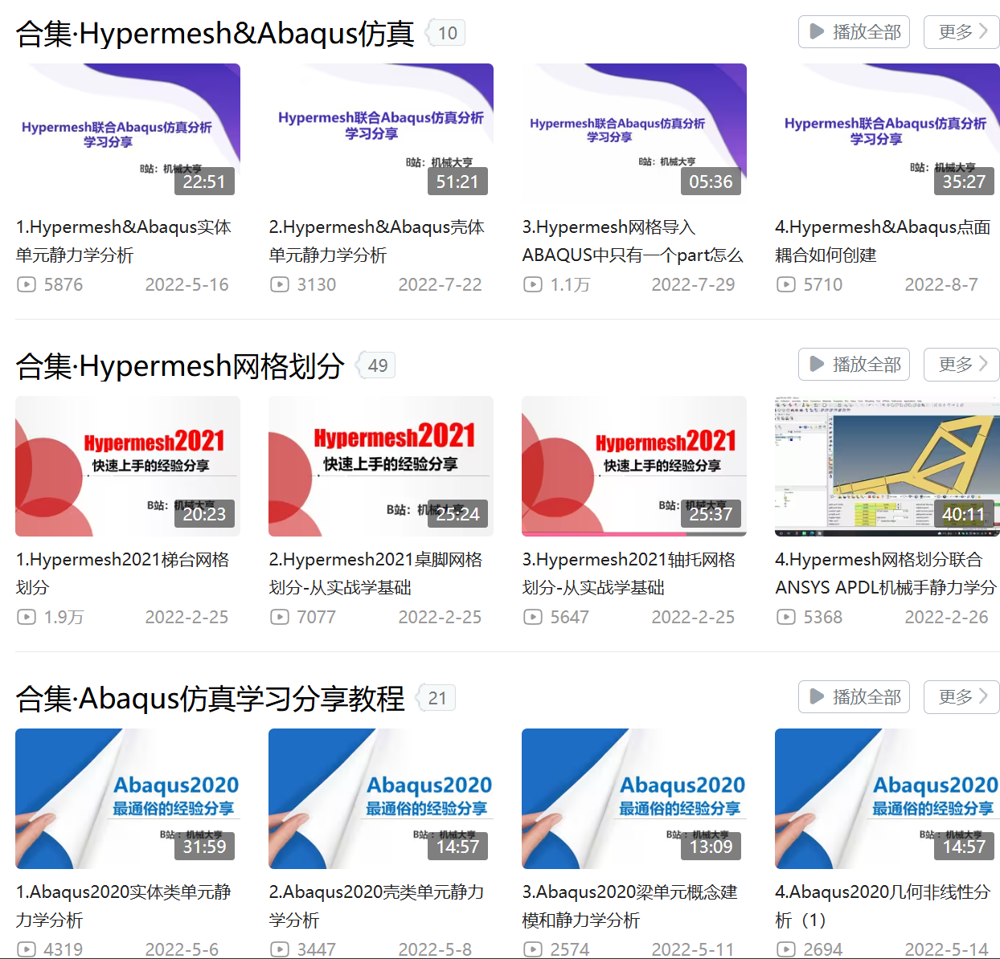 合集·Hypermesh&Abaqus仿真 10 播放全部 更多
Hypermesh联合Abaqus仿真分析
学习分享
B站：机械大亨
22:51
Hypermesh联合Abaqus仿真分析
学习分享
B站：机械大亨
51:21
Hypermesh联合Abaqus仿真分析
学习分享
B站：机械大亨
05:36
Hypermesh联合Abaqus仿真分析
学习分享
B站：机械大亨
35:27
1.Hypermesh&Abaqus实体
单元静力学分析
5876 2022-5-16
2.Hypermesh&Abaqus壳体
单元静力学分析
3130 2022-7-22
3.Hypermesh网格导入
ABAQUS中只有一个part怎么
1.1万 2022-7-29
4.Hypermesh&Abaqus点面
耦合如何创建
5710 2022-8-7
合集·Hypermesh网格划分 49 播放全部 更多
Hypermesh2021
快速上手的经验分享
B站：机械大亨
20:23
Hypermesh2021
快速上手的经验分享
B站：机械大亨
25:24
Hypermesh2021
快速上手的经验分享
B站：机械大亨
25:37
40:11
1.Hypermesh2021梯台网格
划分
1.9万 2022-2-25
2.Hypermesh2021桌脚网格
划分-从实战学基础
7077 2022-2-25
3.Hypermesh2021轴托网格
划分-从实战学基础
5647 2022-2-25
4.Hypermesh网格划分联合
ANSYS APDL机械手静力学分
5368 2022-2-26
合集·Abaqus仿真学习分享教程 21 播放全部 更多
Abaqus2020
最通俗的经验分享
B站：机械大亨
31:59
Abaqus2020
最通俗的经验分享
B站：机械大亨
14:57
Abaqus2020
最通俗的经验分享
B站：机械大亨
13:09
Abaqus2020
最通俗的经验分享
B站：机械大亨
14:57
1.Abaqus2020实体类单元静
力学分析
4319 2022-5-6
2.Abaqus2020壳类单元静力
学分析
3447 2022-5-8
3.Abaqus2020梁单元概念建
模和静力学分析
2574 2022-5-11
4.Abaqus2020几何非线性分
析（1）
2694 2022-5-14